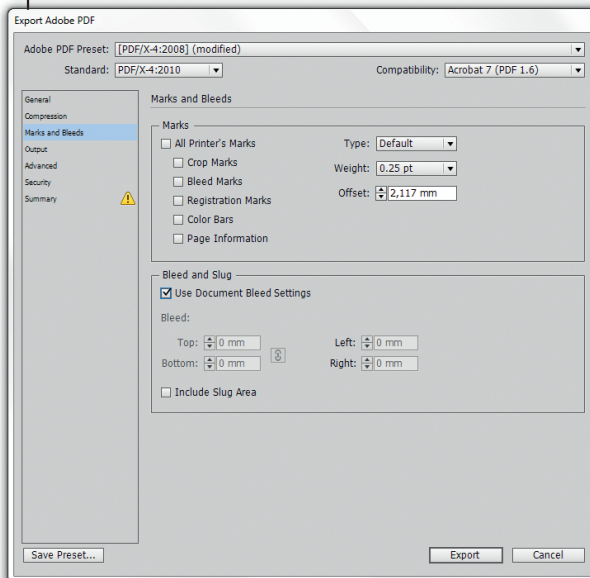 Export Adobe PDF
Adobe PDF Preset: [PDF/X-4:2008] (modified)
Standard: PDF/X-4:2010 Compatibility: Acrobat 7 (PDF 1.6)
General
Compression
Marks and Bleeds
Output
Advanced
Security
Summary
Marks and Bleeds
Marks
All Printer's Marks
Crop Marks
Bleed Marks
Registration Marks
Color Bars
Page Information
Type: Default
Weight: 0.25 pt
Offset: 2,117 mm
Bleed and Slug
Use Document Bleed Settings
Bleed:
Top: 0 mm Left: 0 mm
Bottom: 0 mm Right: 0 mm
Include Slug Area
Save Preset... Export Cancel